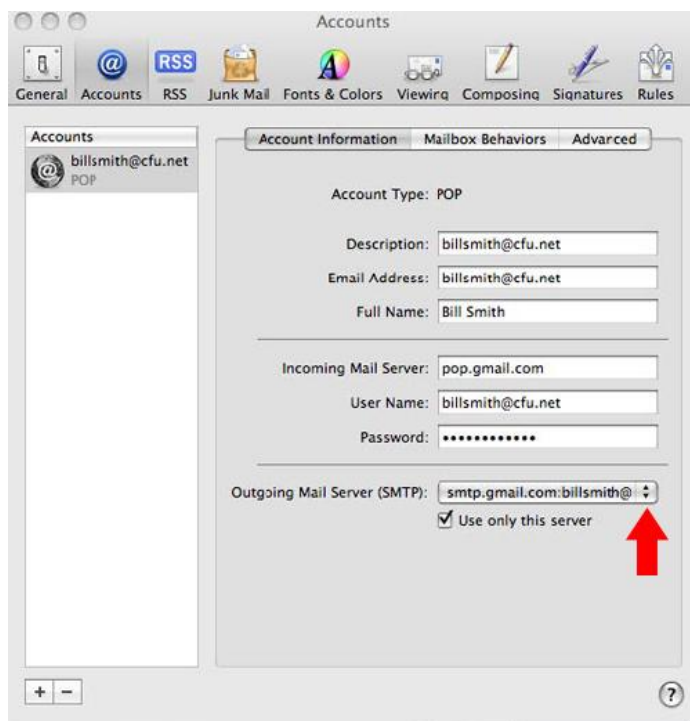 Accounts
General Accounts RSS Junk Mail Fonts & Colors Viewing Composing Signatures Rules
RSS
Accounts
billsmith@cfu.net
POP
Account Information Mailbox Behaviors Advanced
Account Type: POP
Description: billsmith@cfu.net
Email Address: billsmith@cfu.net
Full Name: Bill Smith
Incoming Mail Server: pop.gmail.com
User Name: billsmith@cfu.net
Password: ••••••••••••
Outgoing Mail Server (SMTP): smtp.gmail.com:billsmith@
Use only this server
+ − ?